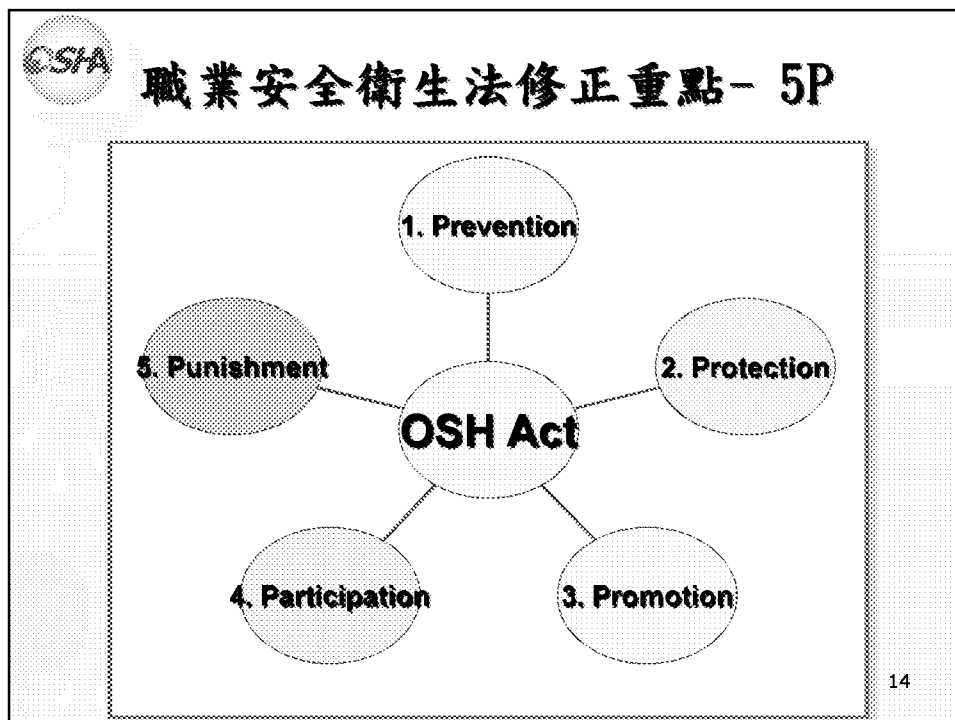 OSHA
職業安全衛生法修正重點- 5P
1. Prevention
2. Protection
3. Promotion
4. Participation
5. Punishment
OSH Act
14